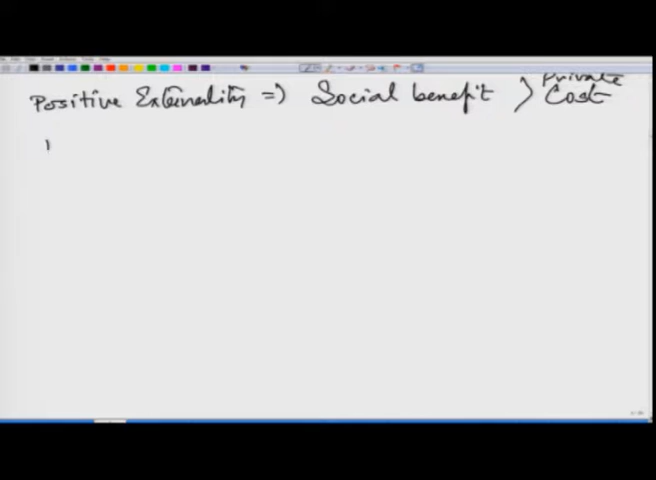 Positive Externality => Social benefit > Private Cost